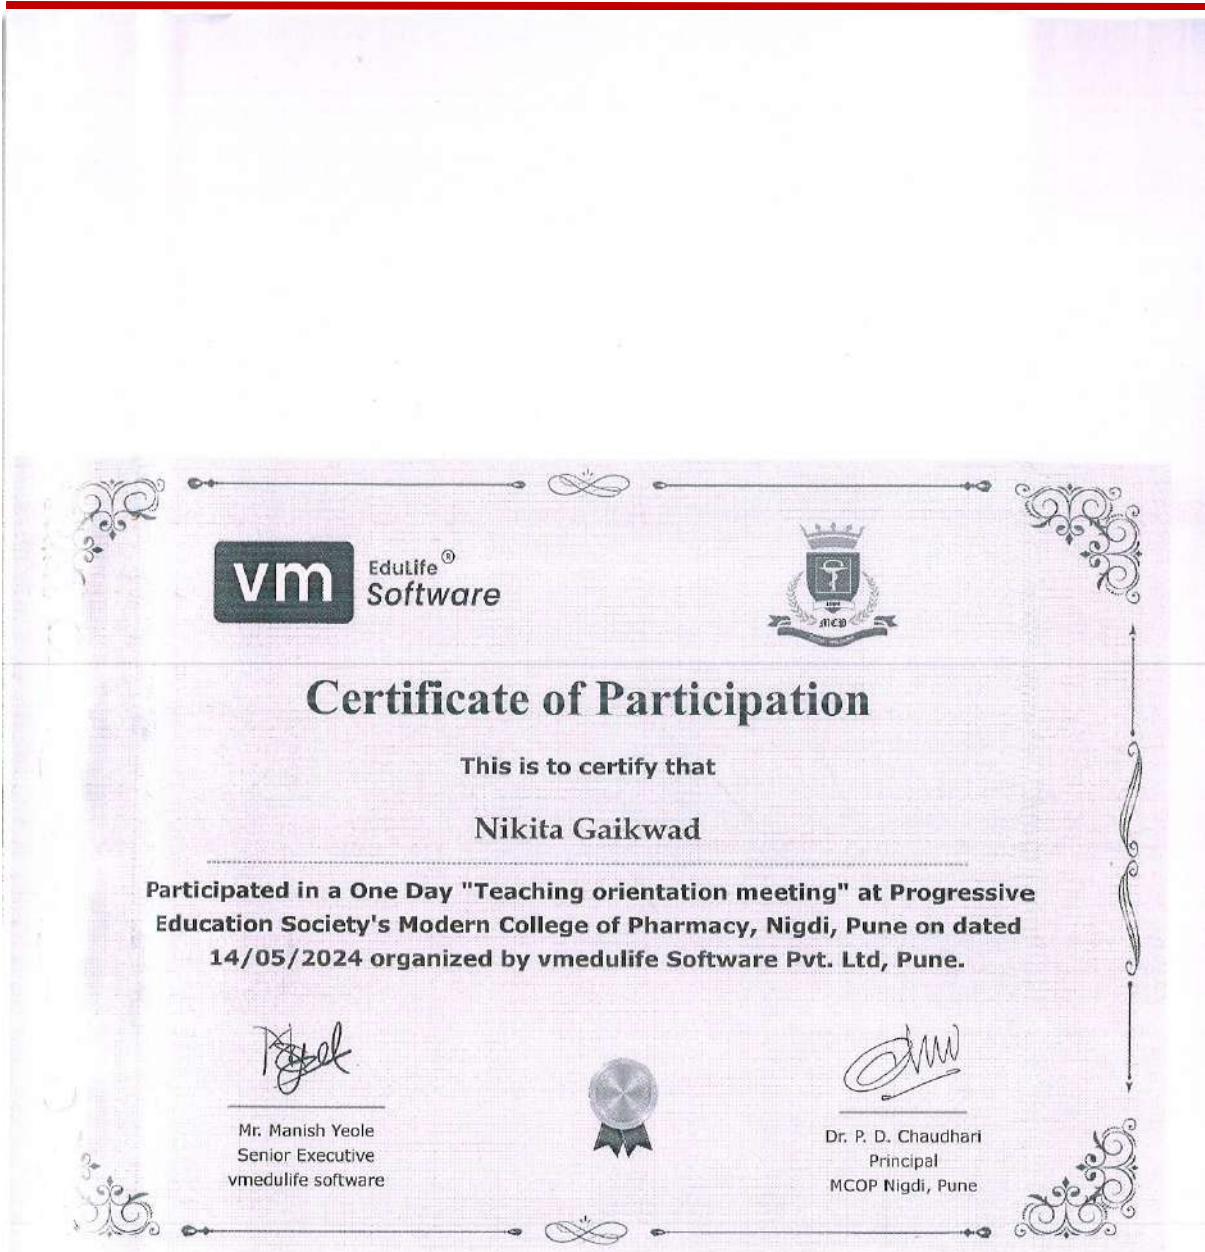 vm EduLife® Software
1999
MCP
Certificate of Participation
This is to certify that
Nikita Gaikwad
Participated in a One Day "Teaching orientation meeting" at Progressive
Education Society's Modern College of Pharmacy, Nigdi, Pune on dated
14/05/2024 organized by vmedulife Software Pvt. Ltd, Pune.
Mr. Manish Yeole
Senior Executive
vmedulife software
Dr. P. D. Chaudhari
Principal
MCOP Nigdi, Pune